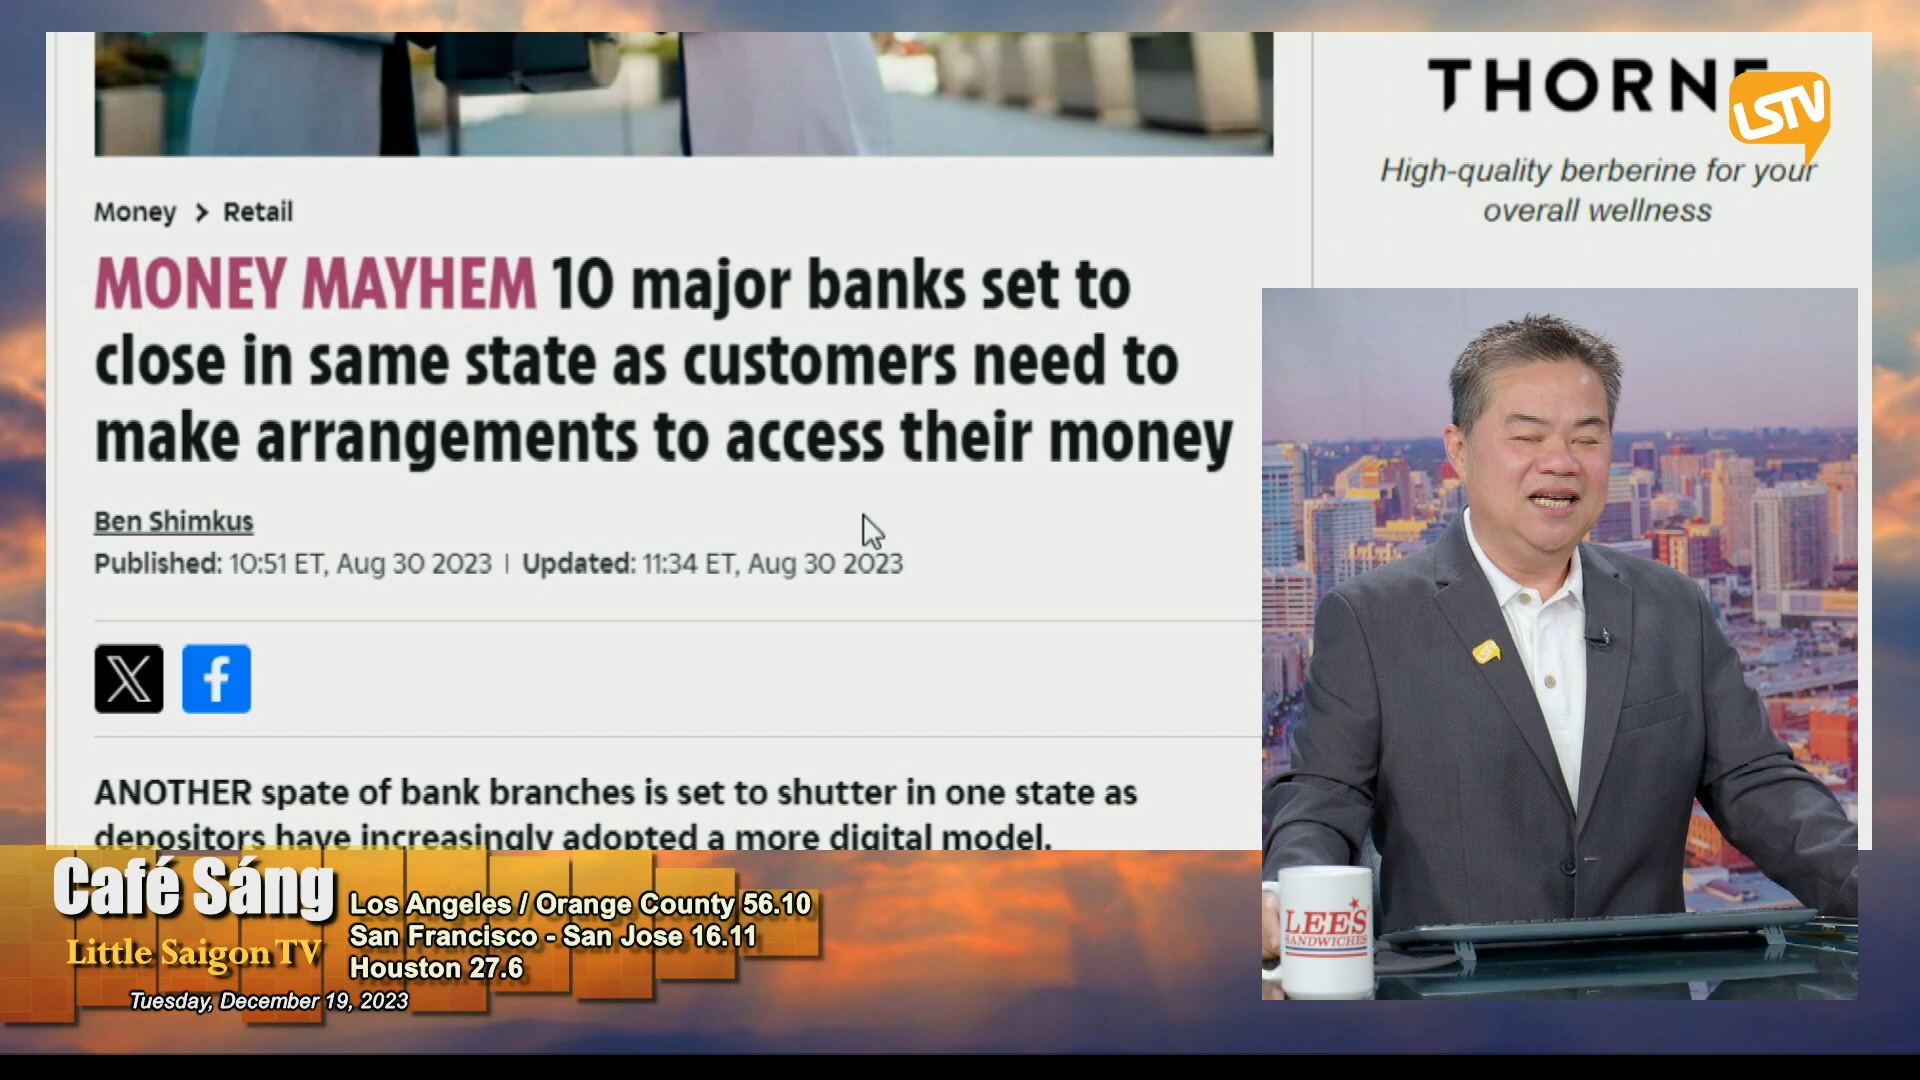 THORNE
LSTV
High-quality berberine for your
overall wellness
Money > Retail
MONEY MAYHEM 10 major banks set to
close in same state as customers need to
make arrangements to access their money
Ben Shimkus
Published: 10:51 ET, Aug 30 2023 | Updated: 11:34 ET, Aug 30 2023
ANOTHER spate of bank branches is set to shutter in one state as
depositors have increasingly adopted a more digital model.
LSTV
LEE'S
SANDWICHES
Café Sáng
Little Saigon TV
Los Angeles / Orange County 56.10
San Francisco - San Jose 16.11
Houston 27.6
Tuesday, December 19, 2023